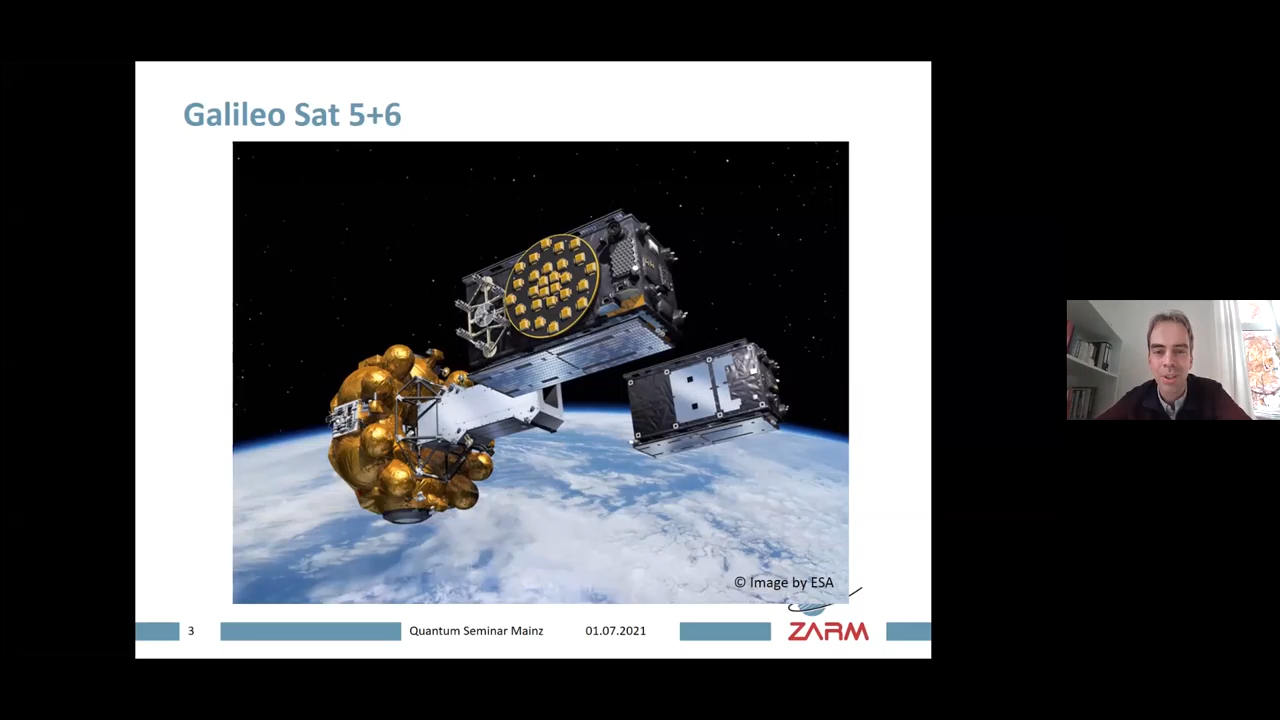 Galileo Sat 5+6
© Image by ESA
3
Quantum Seminar Mainz
01.07.2021
ZARM